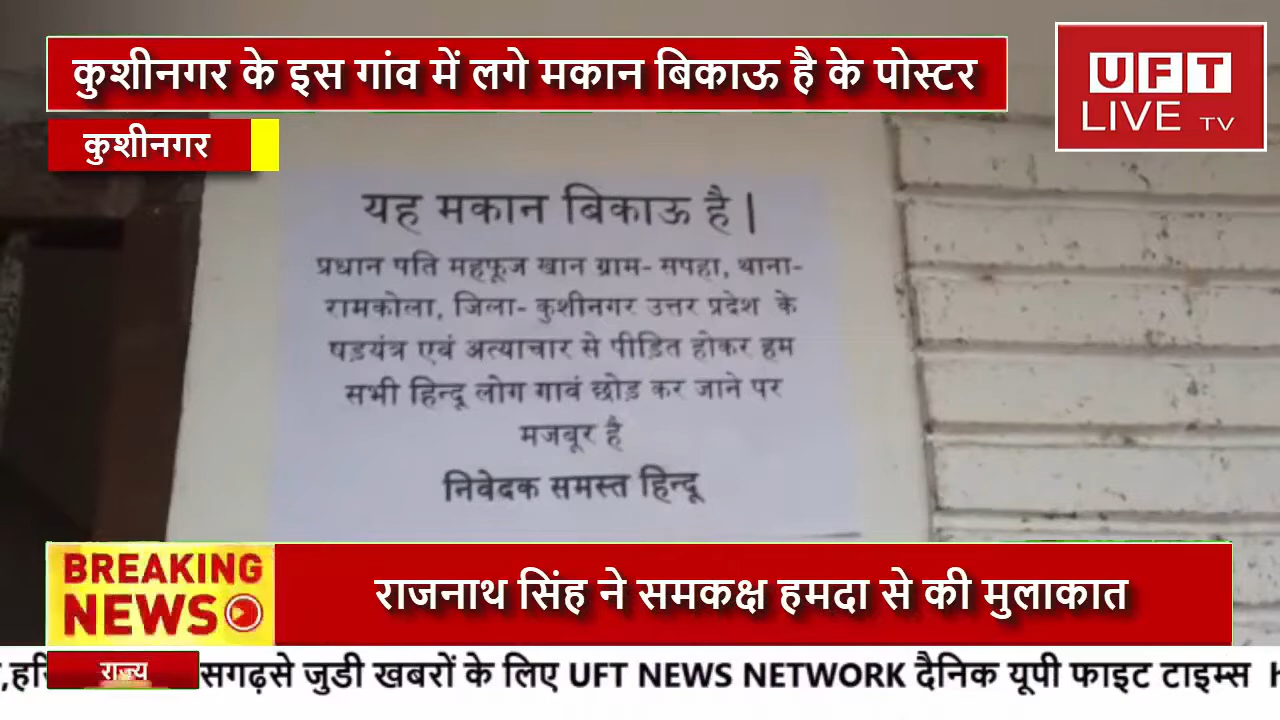 कुशीनगर के इस गांव में लगे मकान बिकाऊ है के पोस्टर
UFT
LIVE TV
कुशीनगर
यह मकान बिकाऊ है |
प्रधान पति महफूज खान ग्राम- सपहा, थाना-
रामकोला, जिला- कुशीनगर उत्तर प्रदेश के
षड़यंत्र एवं अत्याचार से पीड़ित होकर हम
सभी हिन्दू लोग गावं छोड़ कर जाने पर
मजबूर है
निवेदक समस्त हिन्दू
BREAKING
NEWS
राजनाथ सिंह ने समकक्ष हमदा से की मुलाकात
राज्य
सगढ़से जुडी खबरों के लिए UFT NEWS NETWORK दैनिक यूपी फाइट टाइम्स